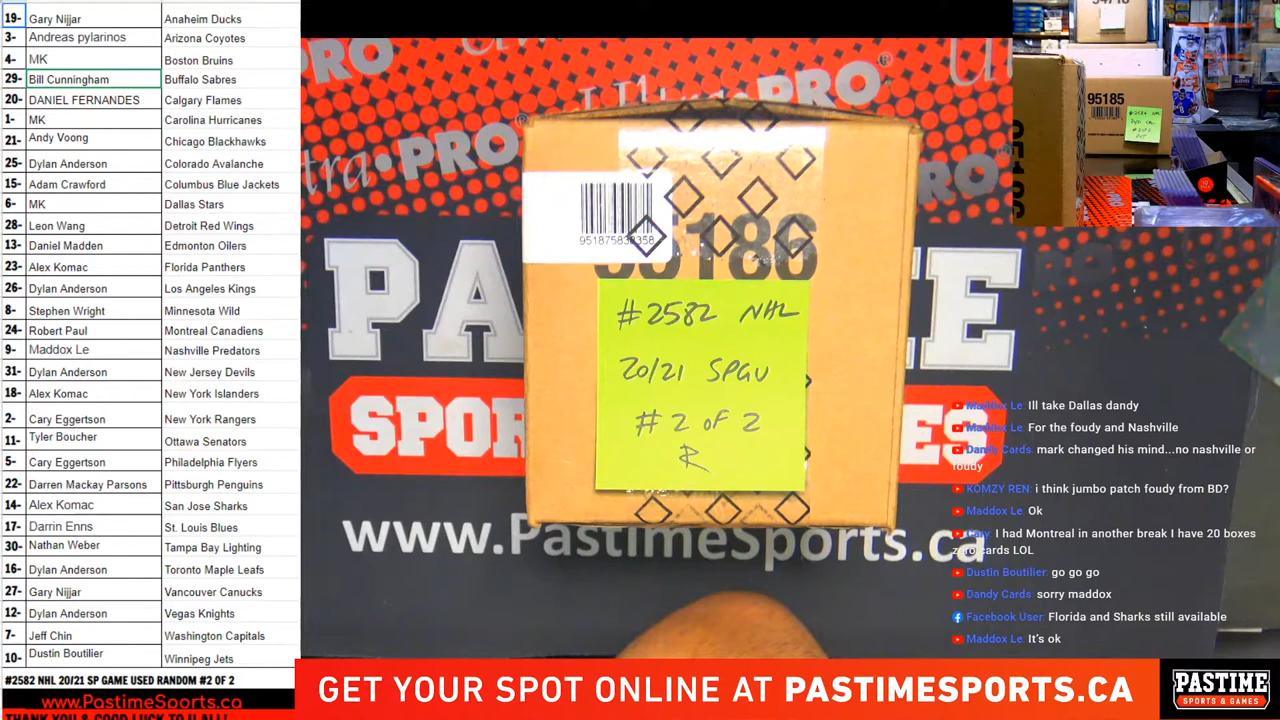 19- Gary Nijjar Anaheim Ducks
3- Andreas pylarinos Arizona Coyotes
4- MK Boston Bruins
29- Bill Cunningham Buffalo Sabres
20- DANIEL FERNANDES Calgary Flames
1- MK Carolina Hurricanes
21- Andy Voong Chicago Blackhawks
25- Dylan Anderson Colorado Avalanche
15- Adam Crawford Columbus Blue Jackets
6- MK Dallas Stars
28- Leon Wang Detroit Red Wings
13- Daniel Madden Edmonton Oilers
23- Alex Komac Florida Panthers
26- Dylan Anderson Los Angeles Kings
8- Stephen Wright Minnesota Wild
24- Robert Paul Montreal Canadiens
9- Maddox Le Nashville Predators
31- Dylan Anderson New Jersey Devils
18- Alex Komac New York Islanders
2- Cary Eggertson New York Rangers
11- Tyler Boucher Ottawa Senators
5- Cary Eggertson Philadelphia Flyers
22- Darren Mackay Parsons Pittsburgh Penguins
14- Alex Komac San Jose Sharks
17- Darrin Enns St. Louis Blues
30- Nathan Weber Tampa Bay Lighting
16- Dylan Anderson Toronto Maple Leafs
27- Gary Nijjar Vancouver Canucks
12- Dylan Anderson Vegas Knights
7- Jeff Chin Washington Capitals
10- Dustin Boutilier Winnipeg Jets
#2582 NHL 20/21 SP GAME USED RANDOM #2 OF 2
www.PastimeSports.ca
THANK YOU & GOOD LUCK TO U ALL!
#2582 NHL
20/21 SPGU
# 2 of 2
R
www.PastimeSports.ca
95185
Maddox Le: Ill take Dallas dandy
Maddox Le: For the foudy and Nashville
Dandy Cards: mark changed his mind...no nashville or
foudy
KOMZY REN: i think jumbo patch foudy from BD?
Maddox Le: Ok
Cary: I had Montreal in another break I have 20 boxes
zero cards LOL
Dustin Boutilier: go go go
Dandy Cards: sorry maddox
Facebook User: Florida and Sharks still available
Maddox Le: It's ok
GET YOUR SPOT ONLINE AT PASTIMESPORTS.CA
PASTIME
SPORTS & GAMES